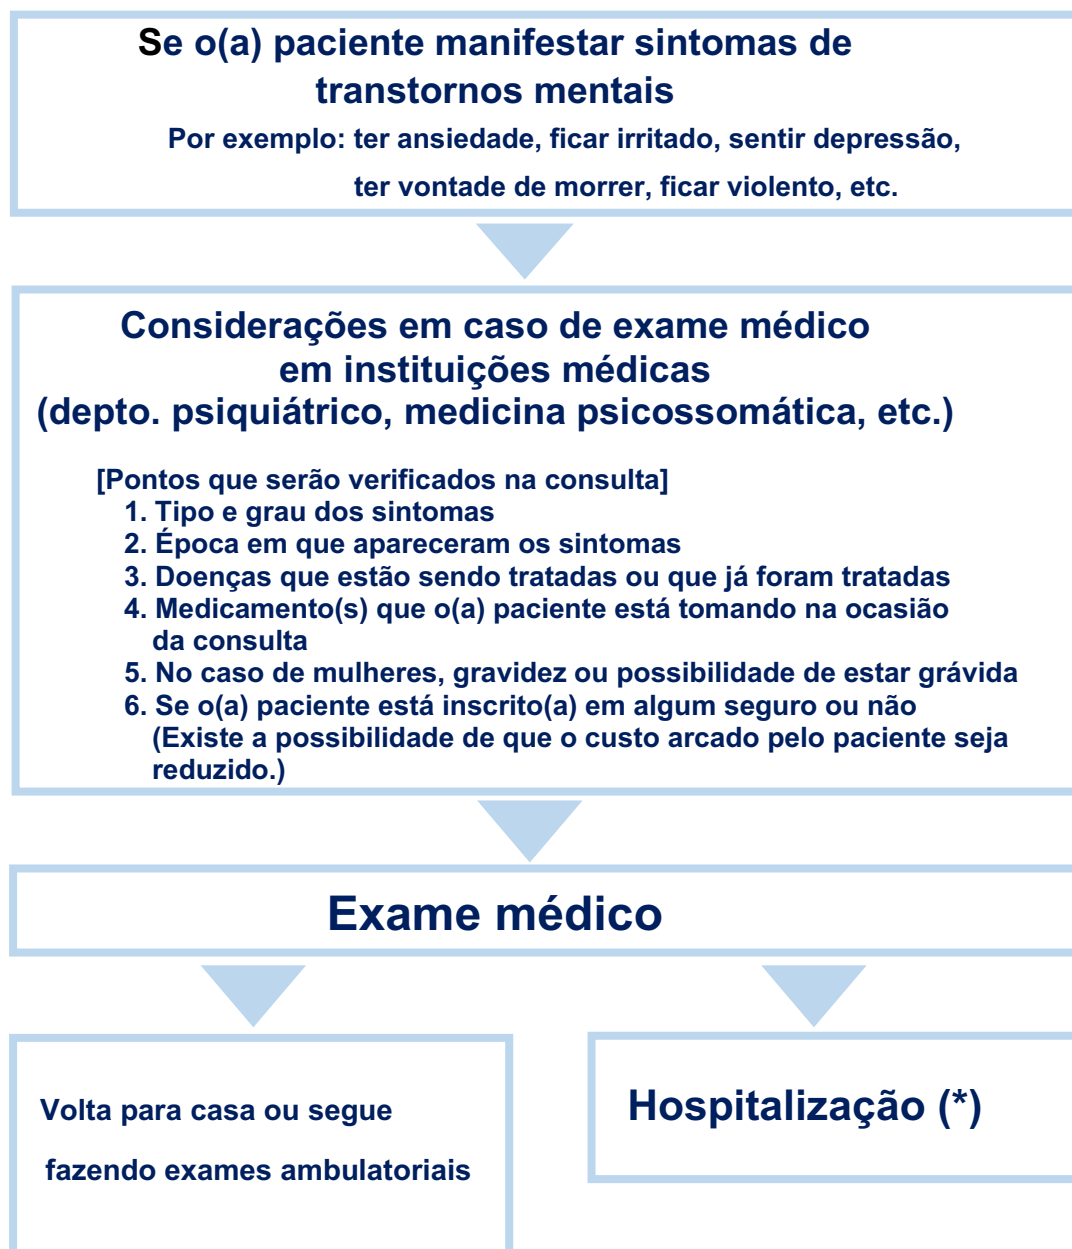 Se o(a) paciente manifestar sintomas de
transtornos mentais
Por exemplo: ter ansiedade, ficar irritado, sentir depressão,
ter vontade de morrer, ficar violento, etc.
Considerações em caso de exame médico
em instituições médicas
(depto. psiquiátrico, medicina psicossomática, etc.)
[Pontos que serão verificados na consulta]
1. Tipo e grau dos sintomas
2. Época em que apareceram os sintomas
3. Doenças que estão sendo tratadas ou que já foram tratadas
4. Medicamento(s) que o(a) paciente está tomando na ocasião
da consulta
5. No caso de mulheres, gravidez ou possibilidade de estar grávida
6. Se o(a) paciente está inscrito(a) em algum seguro ou não
(Existe a possibilidade de que o custo arcado pelo paciente seja
reduzido.)
Exame médico
Volta para casa ou segue
fazendo exames ambulatoriais
Hospitalização (*)